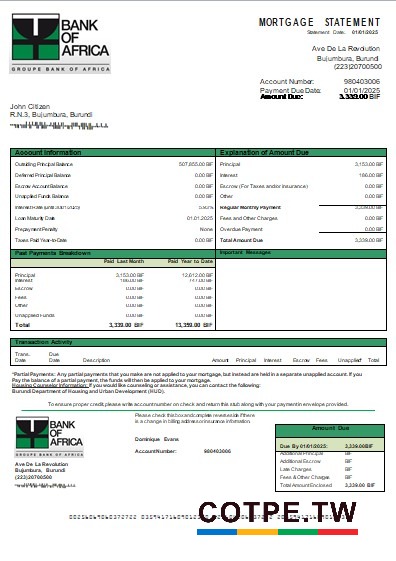 BANK
OF
AFRICA
GROUPE BANK OF AFRICA
MORTGAGE STATEMENT
Statement Date: 01/01/2025
Ave De La Revolution
Bujumbura, Burundi
(223)20700500
Account Number: 980403006
Payment Due Date: 01/01/2025
Amount Due: 3,339.00 BIF
John Citizen
R.N.3, Bujumbura, Burundi
Account Information
Outstanding Principal Balance 507,855.00 BIF
Deferred Principal Balance 0.00 BIF
Escrow Account Balance 0.00 BIF
Unapplied Funds Balance 0.00 BIF
Loan Maturity Date 01.01.2025
Prepayment Penalty None
Taxes Paid Year-to-Date 0.00 BIF
Explanation of Amount Due
Principal 3,153.00 BIF
Interest 186.00 BIF
Escrow (For Taxes and/or Insurance) 0.00 BIF
Other 0.00 BIF
Regular Monthly Payment 3,339.00 BIF
Fees and Other Charges 0.00 BIF
Overdue Payment 0.00 BIF
Total Amount Due 3,339.00 BIF
Past Payments Breakdown
Paid Last Month Paid Year to Date
Principal 3,153.00 BIF 12,612.00 BIF
Interest 186.00 BIF
Escrow 0.00 BIF 0.00 BIF
Fees 0.00 BIF 0.00 BIF
Other 0.00 BIF 0.00 BIF
Unapplied Funds 0.00 BIF 0.00 BIF
Total 3,339.00 BIF 13,359.00 BIF
Important Messages
Transaction Activity
Trans. Date Due Date Description Amount Principal Interest Escrow Fees Unapplied* Total
*Partial Payments: Any partial payments that you make are not applied to your mortgage, but instead are held in a separate unapplied account. If you
Pay the balance of a partial payment, the funds will then be applied to your mortgage.
Housing Counselor Information: If you would like counseling or assistance, you can contact the following:
Burundi Department of Housing and Urban Development (HUD).
To ensure proper credit, please write account number on check and return this stub along with your payment in envelope provided.
BANK
OF
AFRICA
GROUPE BANK OF AFRICA
Ave De La Revolution
Bujumbura, Burundi
(223)20700500
Please check this box and complete reverse side if there
is a change in billing address or insurance information.
Dominique Evans
Account Number: 980403006
Amount Due
Due By 01/01/2025: 3,339.00BIF
Additional Principal BIF
Additional Escrow BIF
Late Charges BIF
Fees & Other Charges BIF
Total Amount Enclosed 3,339.00 BIF
COTPE.TW